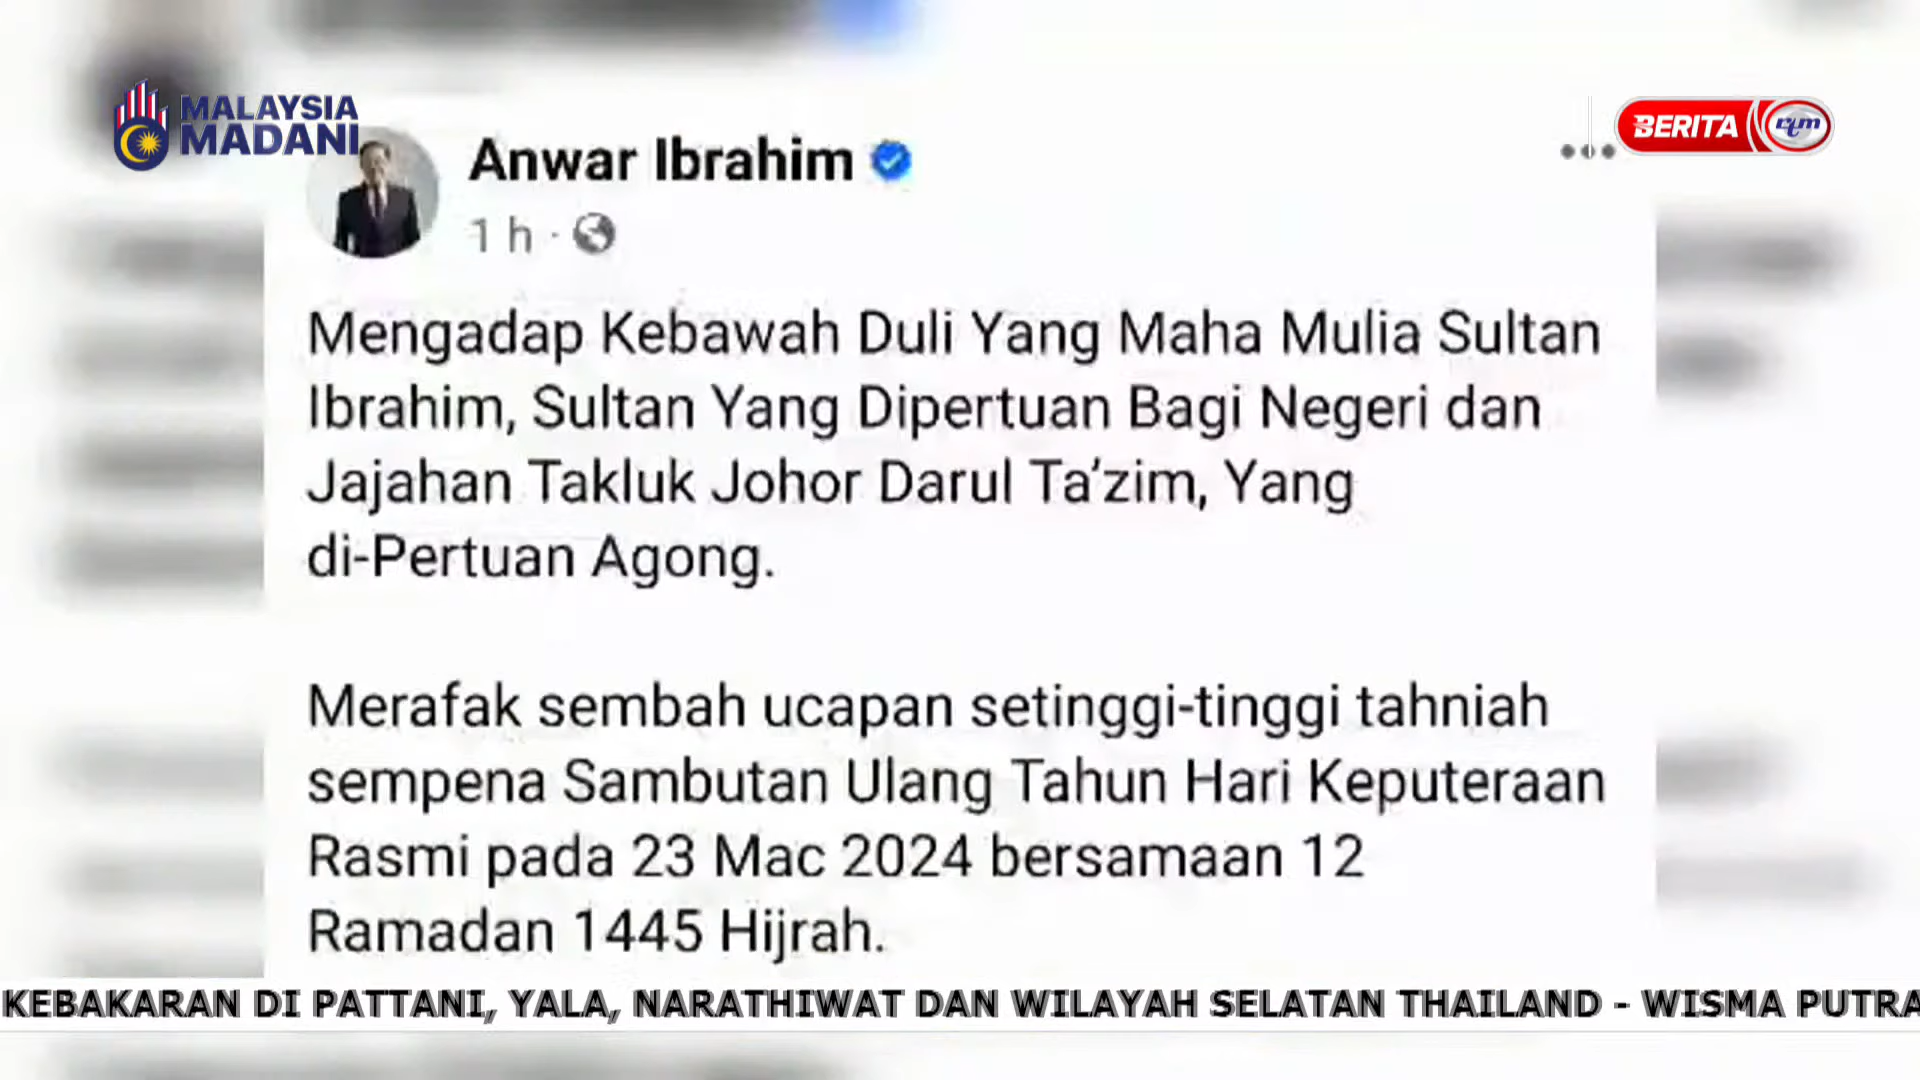 MALAYSIA
MADANI
BERITA rtm
Anwar Ibrahim
1 h ·
Mengadap Kebawah Duli Yang Maha Mulia Sultan
Ibrahim, Sultan Yang Dipertuan Bagi Negeri dan
Jajahan Takluk Johor Darul Ta’zim, Yang
di-Pertuan Agong.
Merafak sembah ucapan setinggi-tinggi tahniah
sempena Sambutan Ulang Tahun Hari Keputeraan
Rasmi pada 23 Mac 2024 bersamaan 12
Ramadan 1445 Hijrah.
KEBAKARAN DI PATTANI, YALA, NARATHIWAT DAN WILAYAH SELATAN THAILAND - WISMA PUTRA